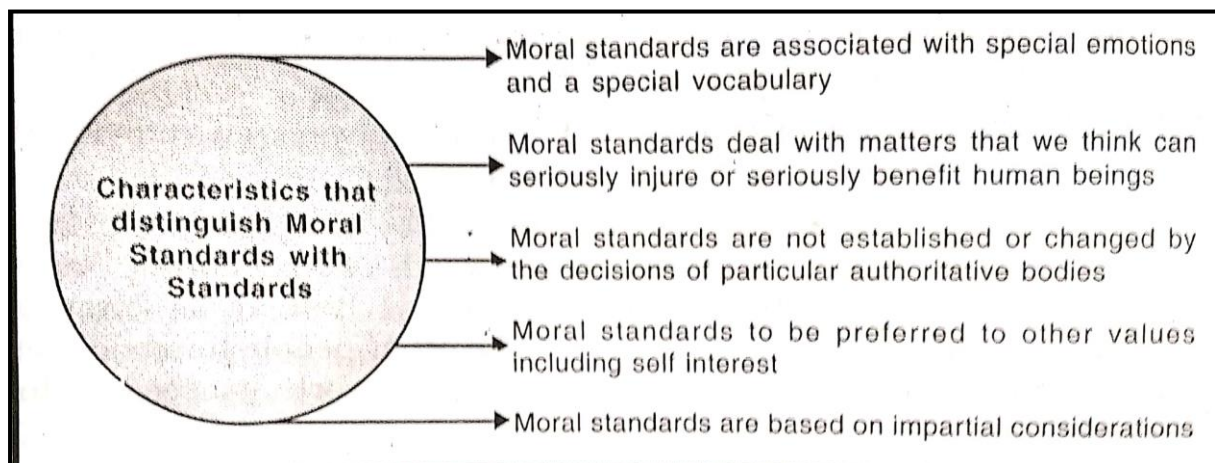 Characteristics that
distinguish Moral
Standards with
Standards
Moral standards are associated with special emotions
and a special vocabulary
Moral standards deal with matters that we think can
seriously injure or seriously benefit human beings
Moral standards are not established or changed by
the decisions of particular authoritative bodies
Moral standards to be preferred to other values
including self interest
Moral standards are based on impartial considerations